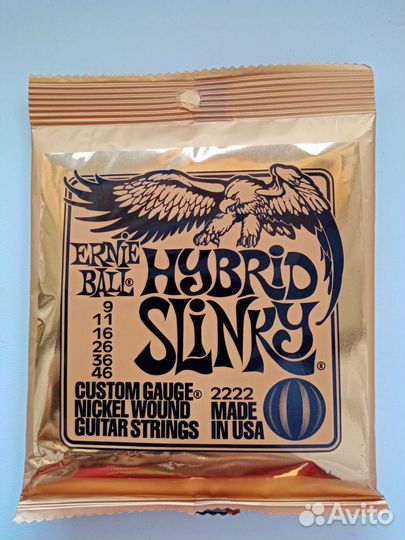 ERNIE
BALL®
HYBRID
SLINKY®
9
11
16
26
36
46
CUSTOM GAUGE®
NICKEL WOUND
GUITAR STRINGS
2222
MADE
IN USA
Avito